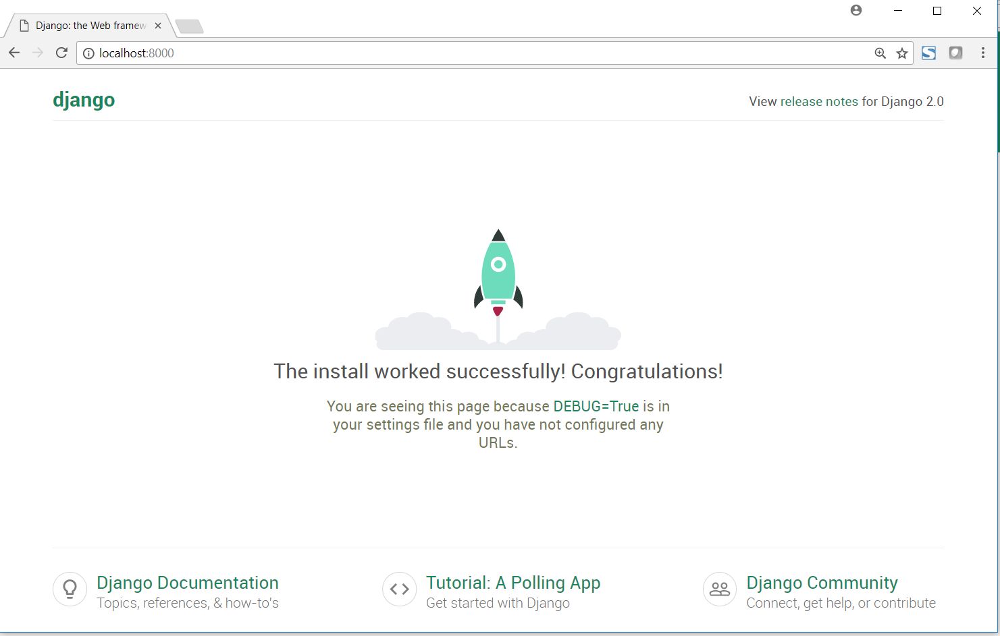 Django: the Web framew
localhost:8000
django
View release notes for Django 2.0
The install worked successfully! Congratulations!
You are seeing this page because DEBUG=True is in
your settings file and you have not configured any
URLs.
Django Documentation
Topics, references, & how-to's
Tutorial: A Polling App
Get started with Django
Django Community
Connect, get help, or contribute